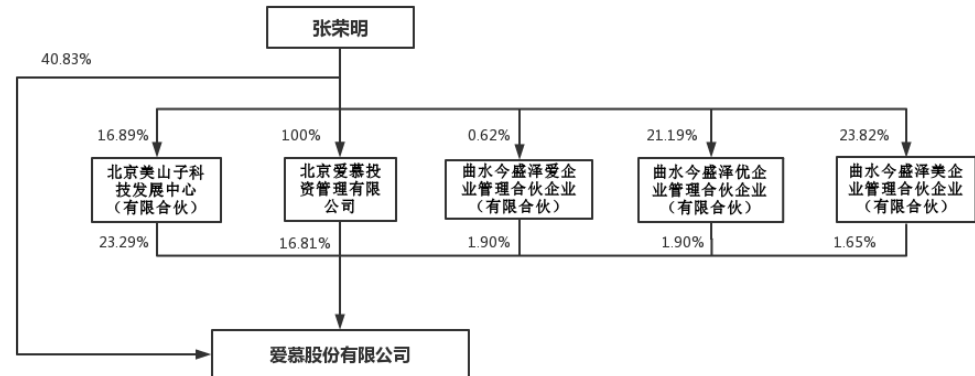 张荣明
40.83%
16.89%
100%
0.62%
21.19%
23.82%
北京美山子科
技发展中心
（有限合伙）
北京爱慕投
资管理有限
公司
曲水今盛泽爱企
业管理合伙企业
（有限合伙）
曲水今盛泽优企
业管理合伙企业
（有限合伙）
曲水今盛泽美企
业管理合伙企业
（有限合伙）
23.29%
16.81%
1.90%
1.90%
1.65%
爱慕股份有限公司